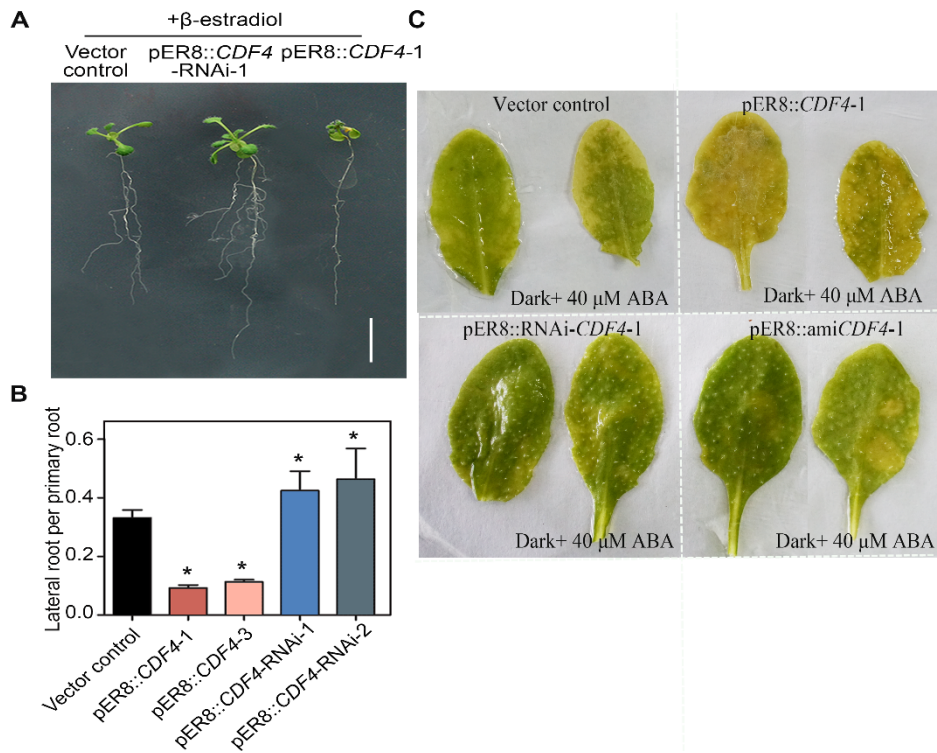 A
+β-estradiol
Vector
control
pER8::CDF4
-RNAi-1
pER8::CDF4-1
B
Lateral root per primary root
0.6
0.4
0.2
0.0
*
*
*
*
Vector control
pER8::CDF4-1
pER8::CDF4-3
pER8::CDF4-RNAi-1
pER8::CDF4-RNAi-2
C
Vector control
pER8::CDF4-1
Dark+ 40 μM ABA
Dark+ 40 μM ABA
pER8::RNAi-CDF4-1
pER8::amiCDF4-1
Dark+ 40 μM ABA
Dark+ 40 μM ABA